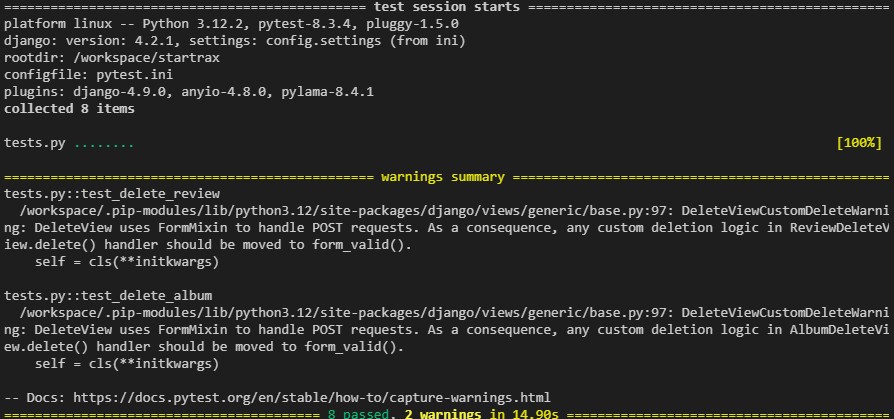 ============================================= test session starts =============================================
platform linux -- Python 3.12.2, pytest-8.3.4, pluggy-1.5.0
django: version: 4.2.1, settings: config.settings (from ini)
rootdir: /workspace/startrax
configfile: pytest.ini
plugins: django-4.9.0, anyio-4.8.0, pylama-8.4.1
collected 8 items
tests.py ........ [100%]
============================================== warnings summary ===============================================
tests.py::test_delete_review
/workspace/.pip-modules/lib/python3.12/site-packages/django/views/generic/base.py:97: DeleteViewCustomDeleteWarni
ng: DeleteView uses FormMixin to handle POST requests. As a consequence, any custom deletion logic in ReviewDeleteV
iew.delete() handler should be moved to form_valid().
self = cls(**initkwargs)
tests.py::test_delete_album
/workspace/.pip-modules/lib/python3.12/site-packages/django/views/generic/base.py:97: DeleteViewCustomDeleteWarni
ng: DeleteView uses FormMixin to handle POST requests. As a consequence, any custom deletion logic in AlbumDeleteVi
ew.delete() handler should be moved to form_valid().
self = cls(**initkwargs)
-- Docs: https://docs.pytest.org/en/stable/how-to/capture-warnings.html
======================================= 8 passed, 2 warnings in 14.90s ========================================